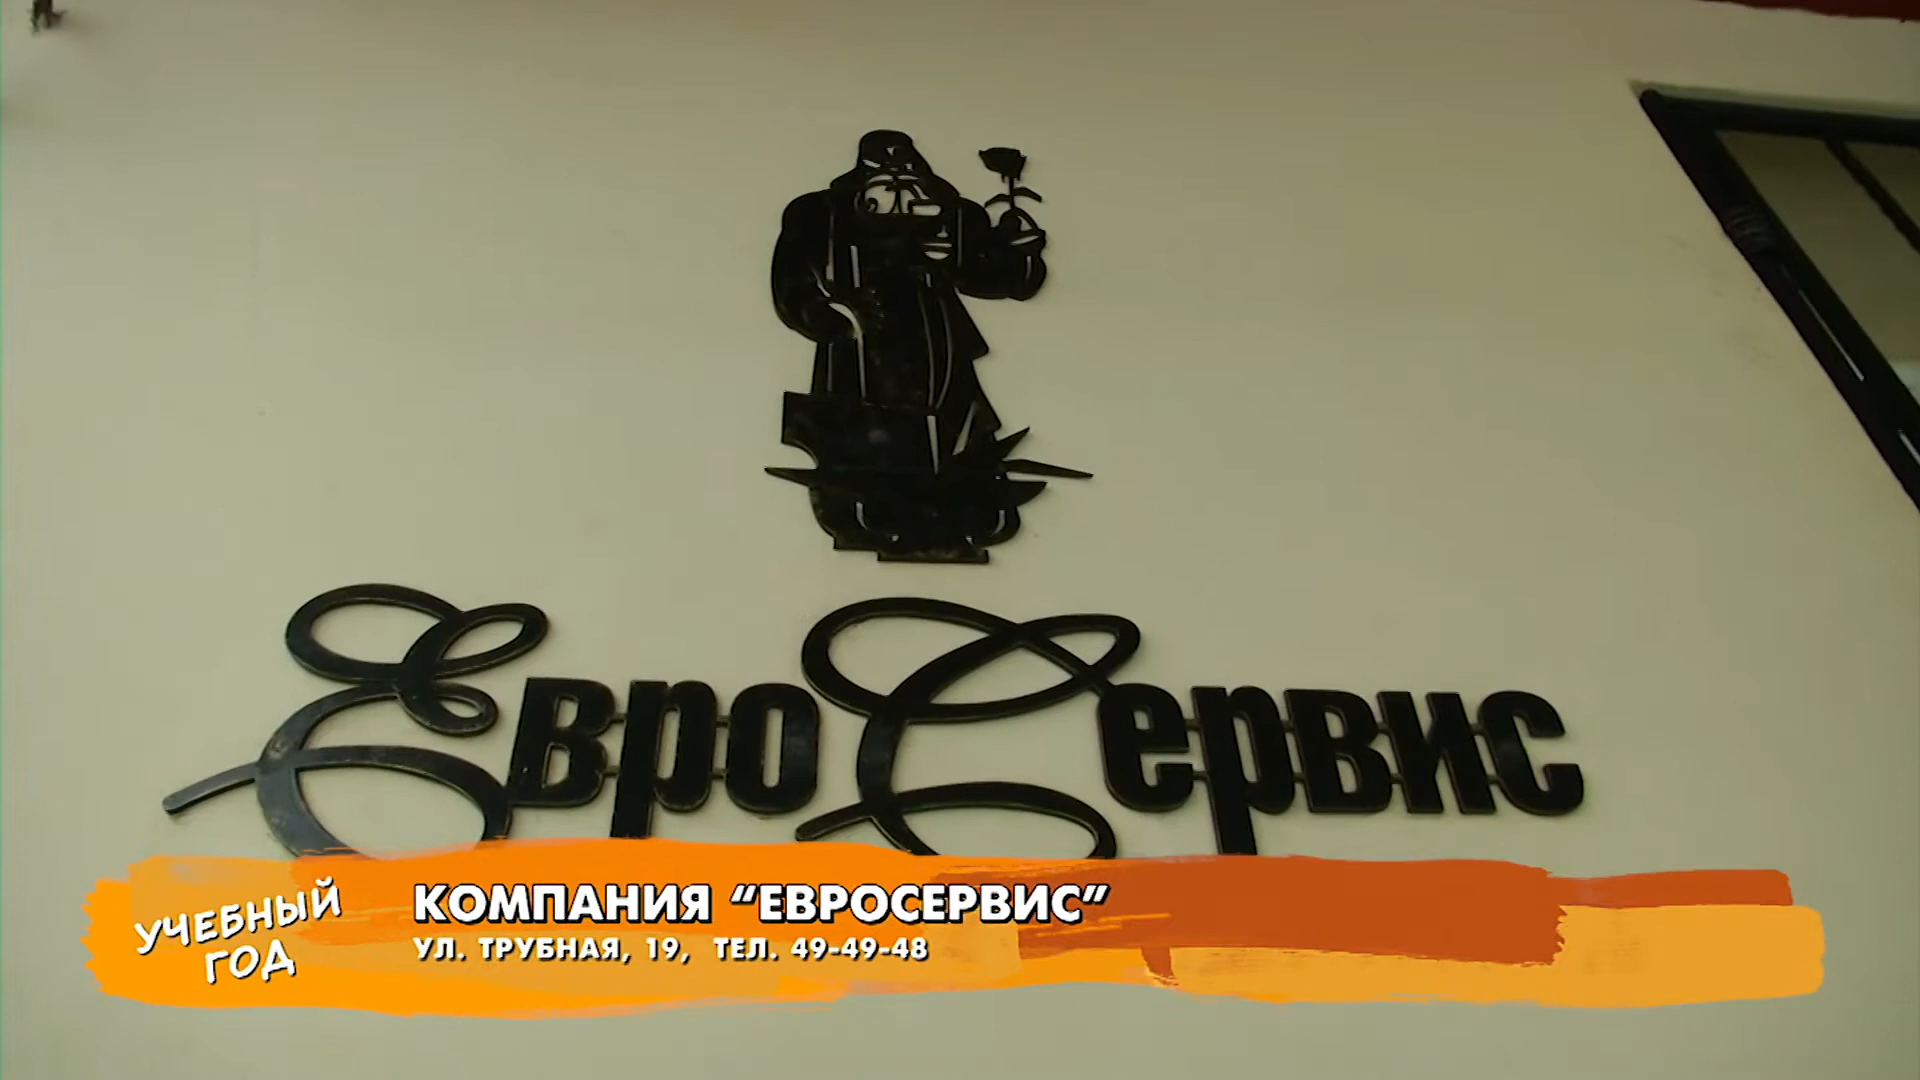 ЕвроСервис
УЧЕБНЫЙ
ГОД
КОМПАНИЯ “ЕВРОСЕРВИС”
УЛ. ТРУБНАЯ, 19, ТЕЛ. 49-49-48